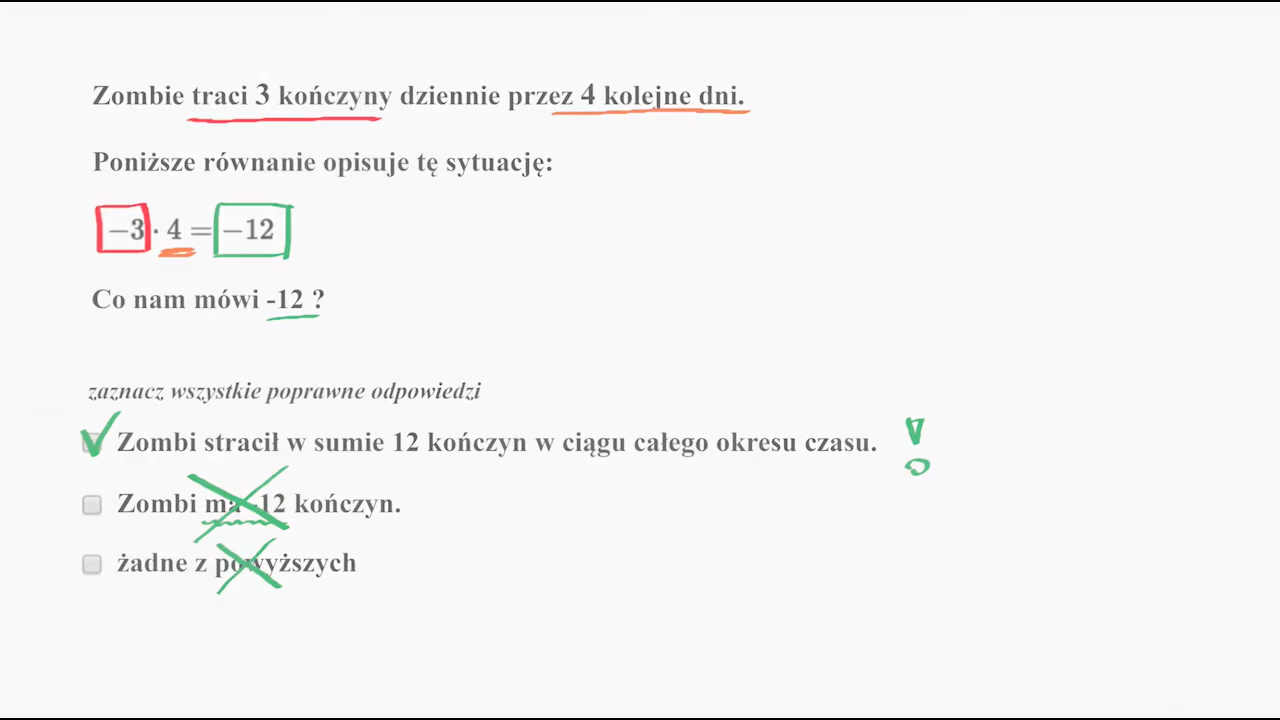 Zombie traci 3 kończyny dziennie przez 4 kolejne dni.
Poniższe równanie opisuje tę sytuację:
−3 · 4 = −12
Co nam mówi -12 ?
zaznacz wszystkie poprawne odpowiedzi
Zombi stracił w sumie 12 kończyn w ciągu całego okresu czasu. !
Zombi ma -12 kończyn.
żadne z powyższych